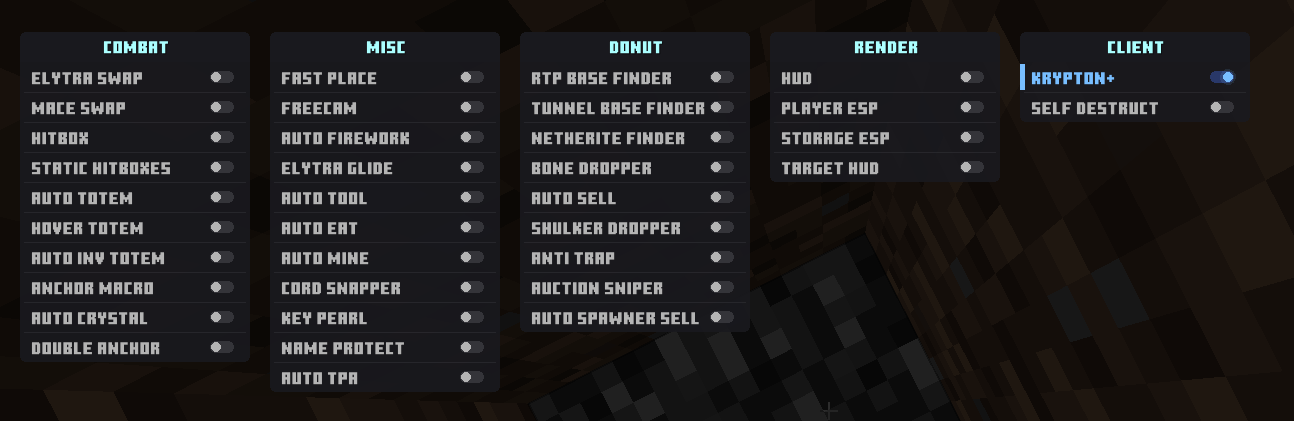 COMBAT
ELYTRA SWAP
MACE SWAP
HITBOX
STATIC HITBOXES
AUTO TOTEM
HOVER TOTEM
AUTO INV TOTEM
ANCHOR MACRO
AUTO CRYSTAL
DOUBLE ANCHOR
MISC
FAST PLACE
FREECAM
AUTO FIREWORK
ELYTRA GLIDE
AUTO TOOL
AUTO EAT
AUTO MINE
CORD SNAPPER
KEY PEARL
NAME PROTECT
AUTO TPA
DONUT
RTP BASE FINDER
TUNNEL BASE FINDER
NETHERITE FINDER
BONE DROPPER
AUTO SELL
SHULKER DROPPER
ANTI TRAP
AUCTION SNIPER
AUTO SPAWNER SELL
RENDER
HUD
PLAYER ESP
STORAGE ESP
TARGET HUD
CLIENT
KRYPTON+
SELF DESTRUCT